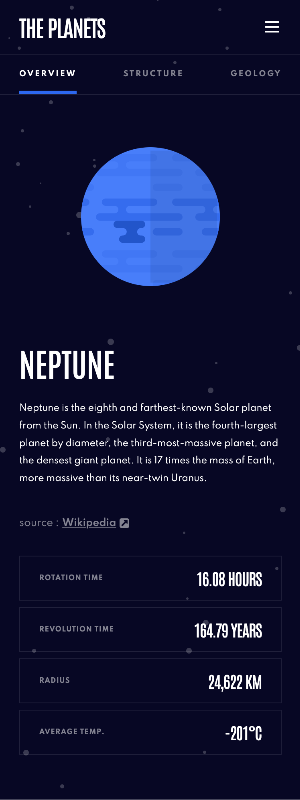 THE PLANETS
OVERVIEW STRUCTURE GEOLOGY
NEPTUNE
Neptune is the eighth and farthest-known Solar planet
from the Sun. In the Solar System, it is the fourth-largest
planet by diameter, the third-most-massive planet, and
the densest giant planet. It is 17 times the mass of Earth,
more massive than its near-twin Uranus.
source : Wikipedia
ROTATION TIME 16.08 HOURS
REVOLUTION TIME 164.79 YEARS
RADIUS 24,622 KM
AVERAGE TEMP. -201°C